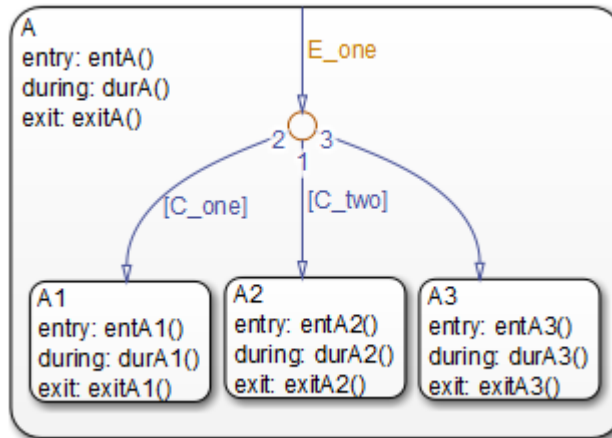 A
entry: entA()
during: durA()
exit: exitA()
E_one
2
3
1
[C_one]
[C_two]
A1
entry: entA1()
during: durA1()
exit: exitA1()
A2
entry: entA2()
during: durA2()
exit: exitA2()
A3
entry: entA3()
during: durA3()
exit: exitA3()